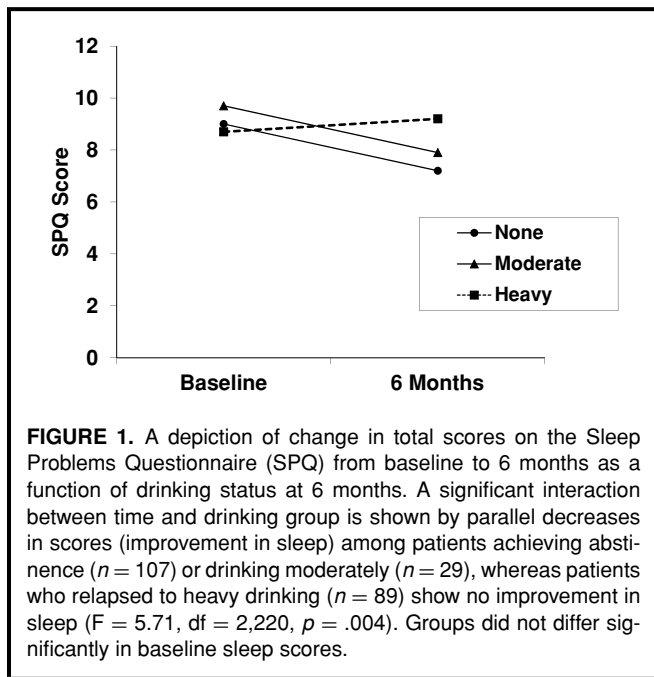 12
10
8
6
4
2
0
SPQ Score
None
Moderate
Heavy
Baseline 6 Months
FIGURE 1. A depiction of change in total scores on the Sleep
Problems Questionnaire (SPQ) from baseline to 6 months as a
function of drinking status at 6 months. A significant interaction
between time and drinking group is shown by parallel decreases
in scores (improvement in sleep) among patients achieving absti-
nence (n = 107) or drinking moderately (n = 29), whereas patients
who relapsed to heavy drinking (n = 89) show no improvement in
sleep (F = 5.71, df = 2,220, p = .004). Groups did not differ sig-
nificantly in baseline sleep scores.